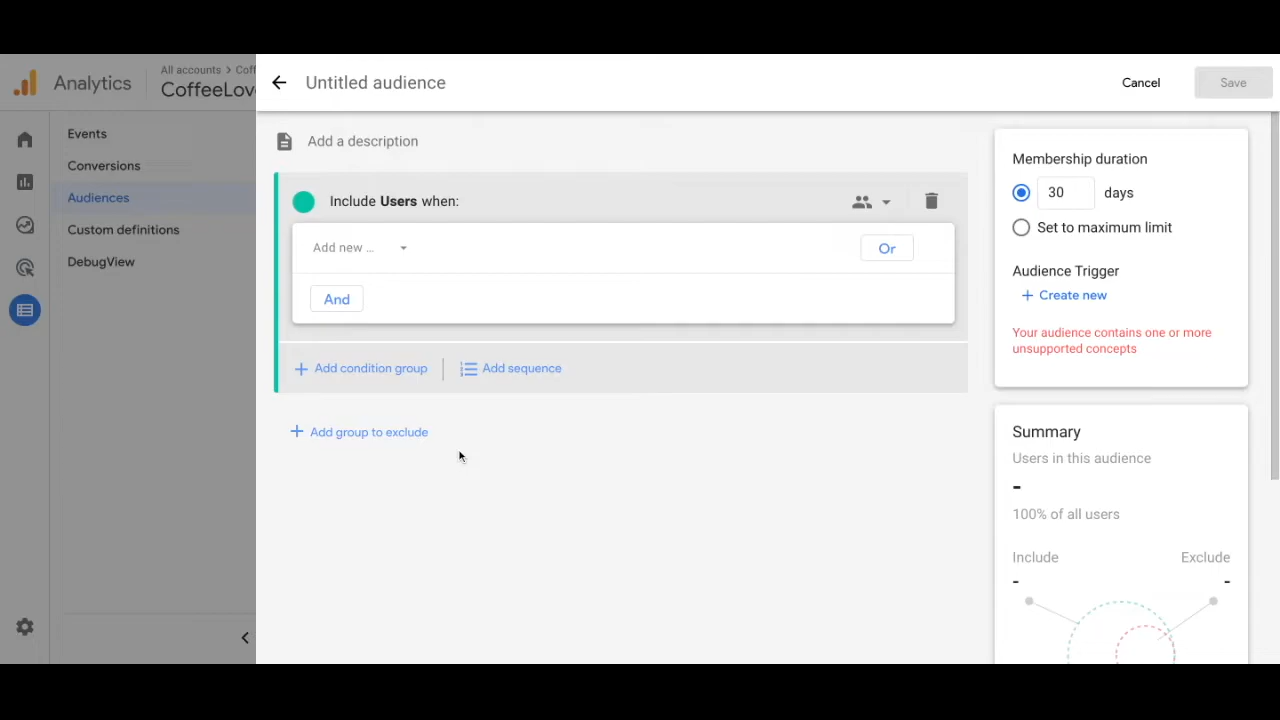 Analytics
All accounts > Coff
CoffeeLov
Untitled audience
Cancel
Save
Events
Conversions
Audiences
Custom definitions
DebugView
Add a description
Include Users when:
Add new ...
Or
And
Add condition group
Add sequence
Add group to exclude
Membership duration
30 days
Set to maximum limit
Audience Trigger
+ Create new
Your audience contains one or more
unsupported concepts
Summary
Users in this audience
-
100% of all users
Include Exclude
- -